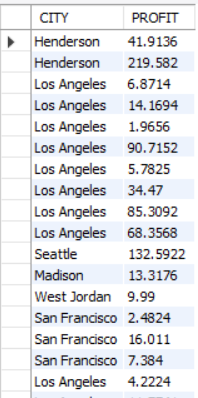 CITY PROFIT
Henderson 41.9136
Henderson 219.582
Los Angeles 6.8714
Los Angeles 14.1694
Los Angeles 1.9656
Los Angeles 90.7152
Los Angeles 5.7825
Los Angeles 34.47
Los Angeles 85.3092
Los Angeles 68.3568
Seattle 132.5922
Madison 13.3176
West Jordan 9.99
San Francisco 2.4824
San Francisco 16.011
San Francisco 7.384
Los Angeles 4.2224